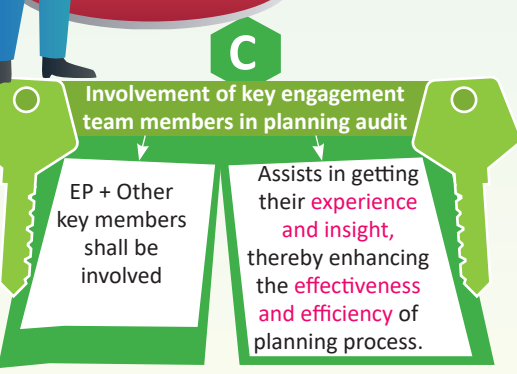 C
Involvement of key engagement
team members in planning audit
EP + Other
key members
shall be
involved
Assists in getting
their experience
and insight,
thereby enhancing
the effectiveness
and efficiency of
planning process.